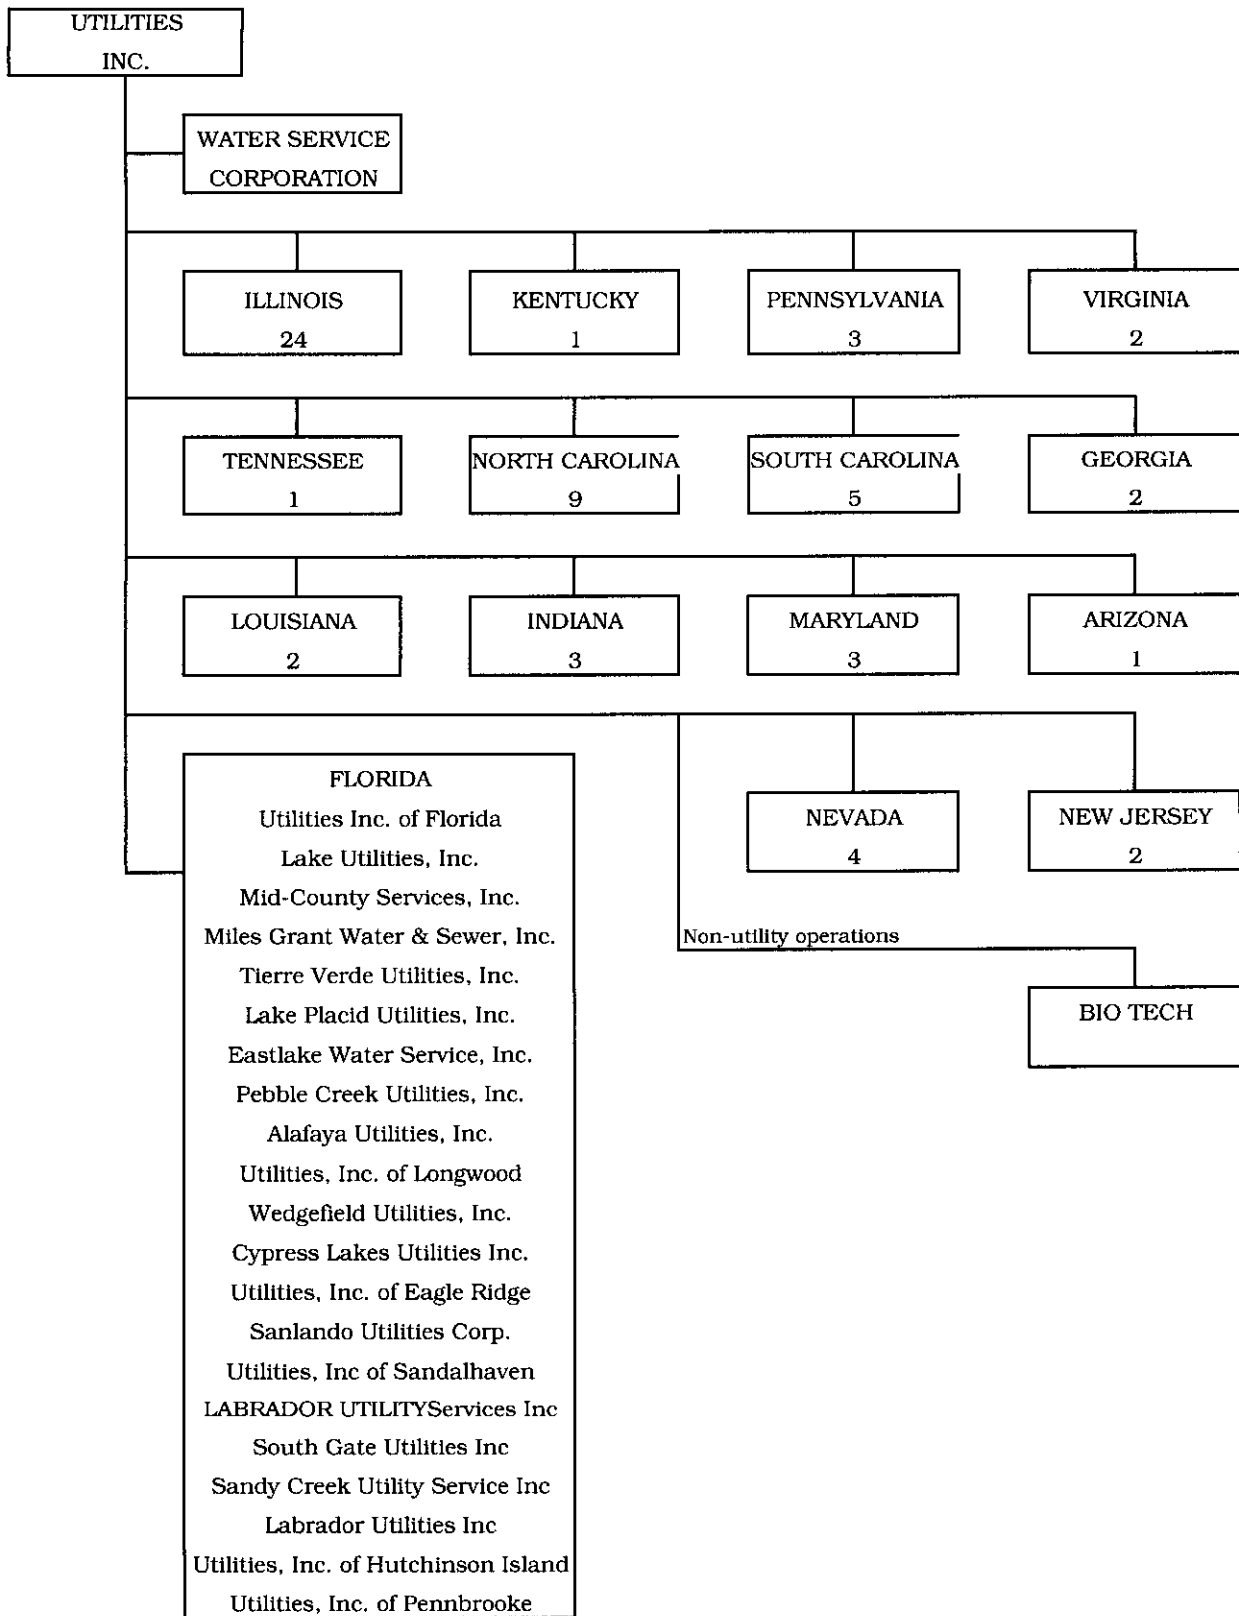 UTILITIES
INC.
WATER SERVICE
CORPORATION
ILLINOIS
24
KENTUCKY
1
PENNSYLVANIA
3
VIRGINIA
2
TENNESSEE
1
NORTH CAROLINA
9
SOUTH CAROLINA
5
GEORGIA
2
LOUISIANA
2
INDIANA
3
MARYLAND
3
ARIZONA
1
FLORIDA
Utilities Inc. of Florida
Lake Utilities, Inc.
Mid-County Services, Inc.
Miles Grant Water & Sewer, Inc.
Tierre Verde Utilities, Inc.
Lake Placid Utilities, Inc.
Eastlake Water Service, Inc.
Pebble Creek Utilities, Inc.
Alafaya Utilities, Inc.
Utilities, Inc. of Longwood
Wedgefield Utilities, Inc.
Cypress Lakes Utilities Inc.
Utilities, Inc. of Eagle Ridge
Sanlando Utilities Corp.
Utilities, Inc of Sandalhaven
LABRADOR UTILITYServices Inc
South Gate Utilities Inc
Sandy Creek Utility Service Inc
Labrador Utilities Inc
Utilities, Inc. of Hutchinson Island
Utilities, Inc. of Pennbrooke
NEVADA
4
NEW JERSEY
2
Non-utility operations
BIO TECH